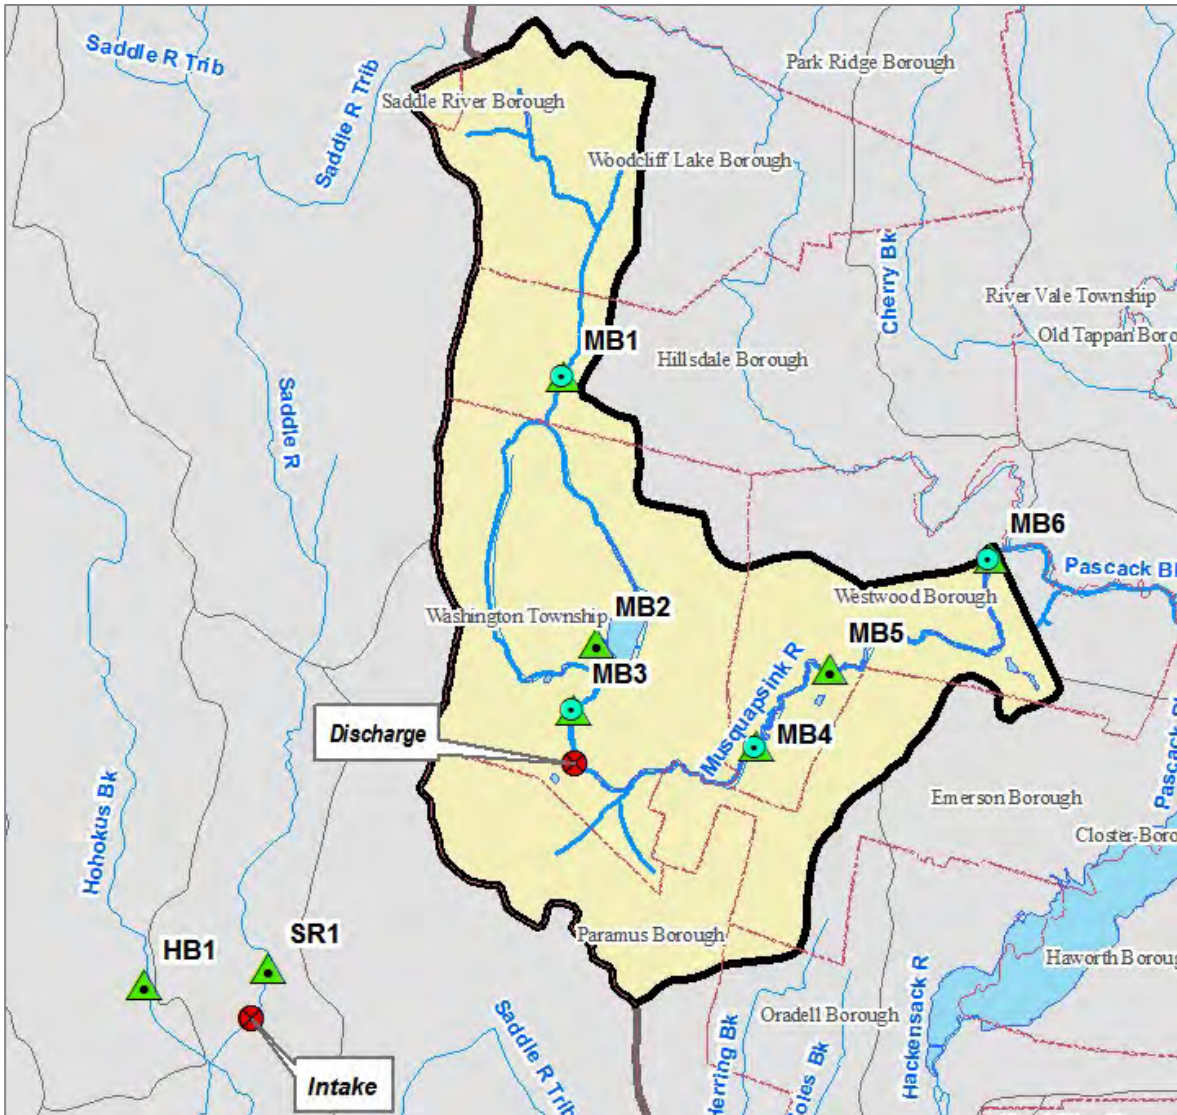 Saddle R Trib
Saddle R Trib
Park Ridge Borough
Saddle River Borough
Woodcliff Lake Borough
Cherry Bk
River Vale Township
Old Tappan Boro
MB1
Hillsdale Borough
Saddle R
MB6
Pascack B
Westwood Borough
MB2
Washington Township
MB5
MB3
Musquapsink R
Discharge
MB4
Pascack B
Hohokus Bk
Emerson Borough
Closter-Boro
Paramus Borough
SR1
HB1
Haworth Boroug
Hackensack R
Oradell Borough
Saddle R Trib
Herring Bk
oles Bk
Intake